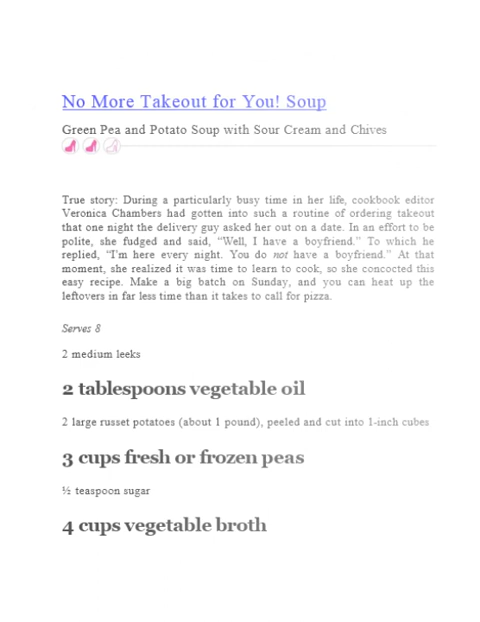 No More Takeout for You! Soup
Green Pea and Potato Soup with Sour Cream and Chives
True story: During a particularly busy time in her life, cookbook editor
Veronica Chambers had gotten into such a routine of ordering takeout
that one night the delivery guy asked her out on a date. In an effort to be
polite, she fudged and said, “Well, I have a boyfriend.” To which he
replied, “I'm here every night. You do not have a boyfriend.” At that
moment, she realized it was time to learn to cook, so she concocted this
easy recipe. Make a big batch on Sunday, and you can heat up the
leftovers in far less time than it takes to call for pizza.
Serves 8
2 medium leeks
2 tablespoons vegetable oil
2 large russet potatoes (about 1 pound), peeled and cut into 1-inch cubes
3 cups fresh or frozen peas
½ teaspoon sugar
4 cups vegetable broth